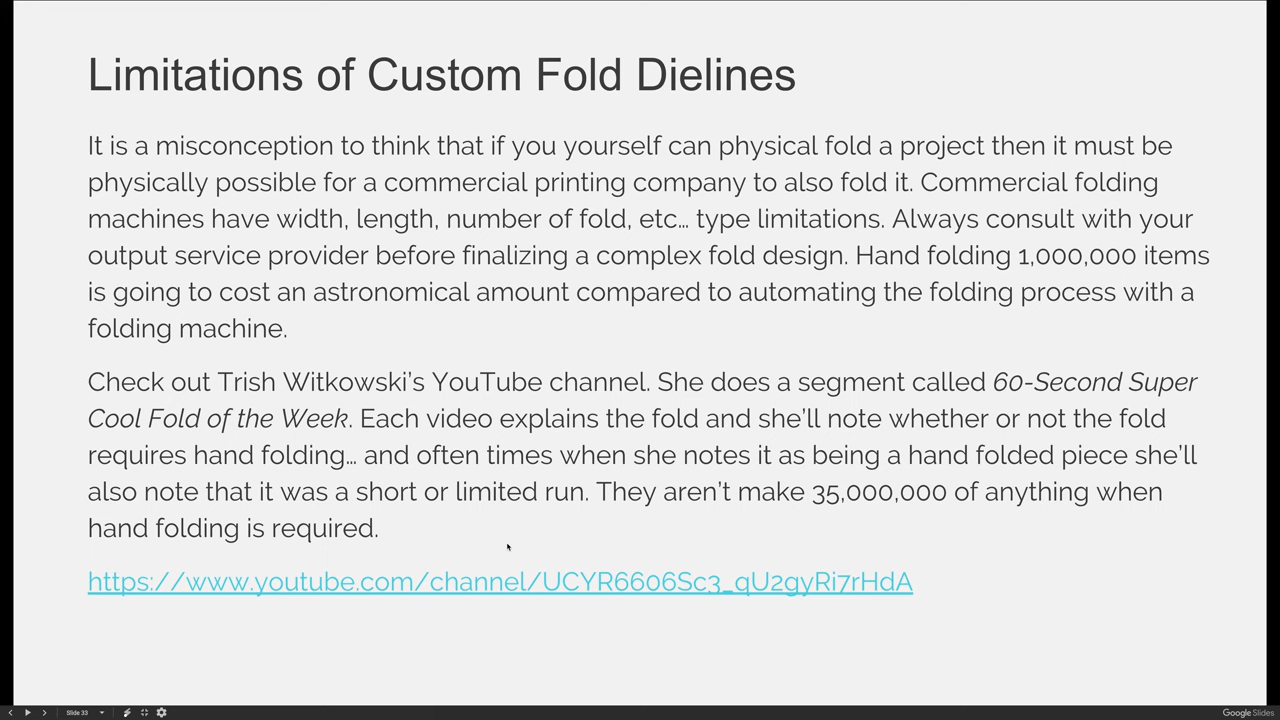 Limitations of Custom Fold Dielines
It is a misconception to think that if you yourself can physical fold a project then it must be
physically possible for a commercial printing company to also fold it. Commercial folding
machines have width, length, number of fold, etc… type limitations. Always consult with your
output service provider before finalizing a complex fold design. Hand folding 1,000,000 items
is going to cost an astronomical amount compared to automating the folding process with a
folding machine.
Check out Trish Witkowski’s YouTube channel. She does a segment called 60-Second Super
Cool Fold of the Week. Each video explains the fold and she’ll note whether or not the fold
requires hand folding… and often times when she notes it as being a hand folded piece she’ll
also note that it was a short or limited run. They aren’t make 35,000,000 of anything when
hand folding is required.
https://www.youtube.com/channel/UCYR6606Sc3_qU2gyRi7rHdA
Slide 33
Google Slides